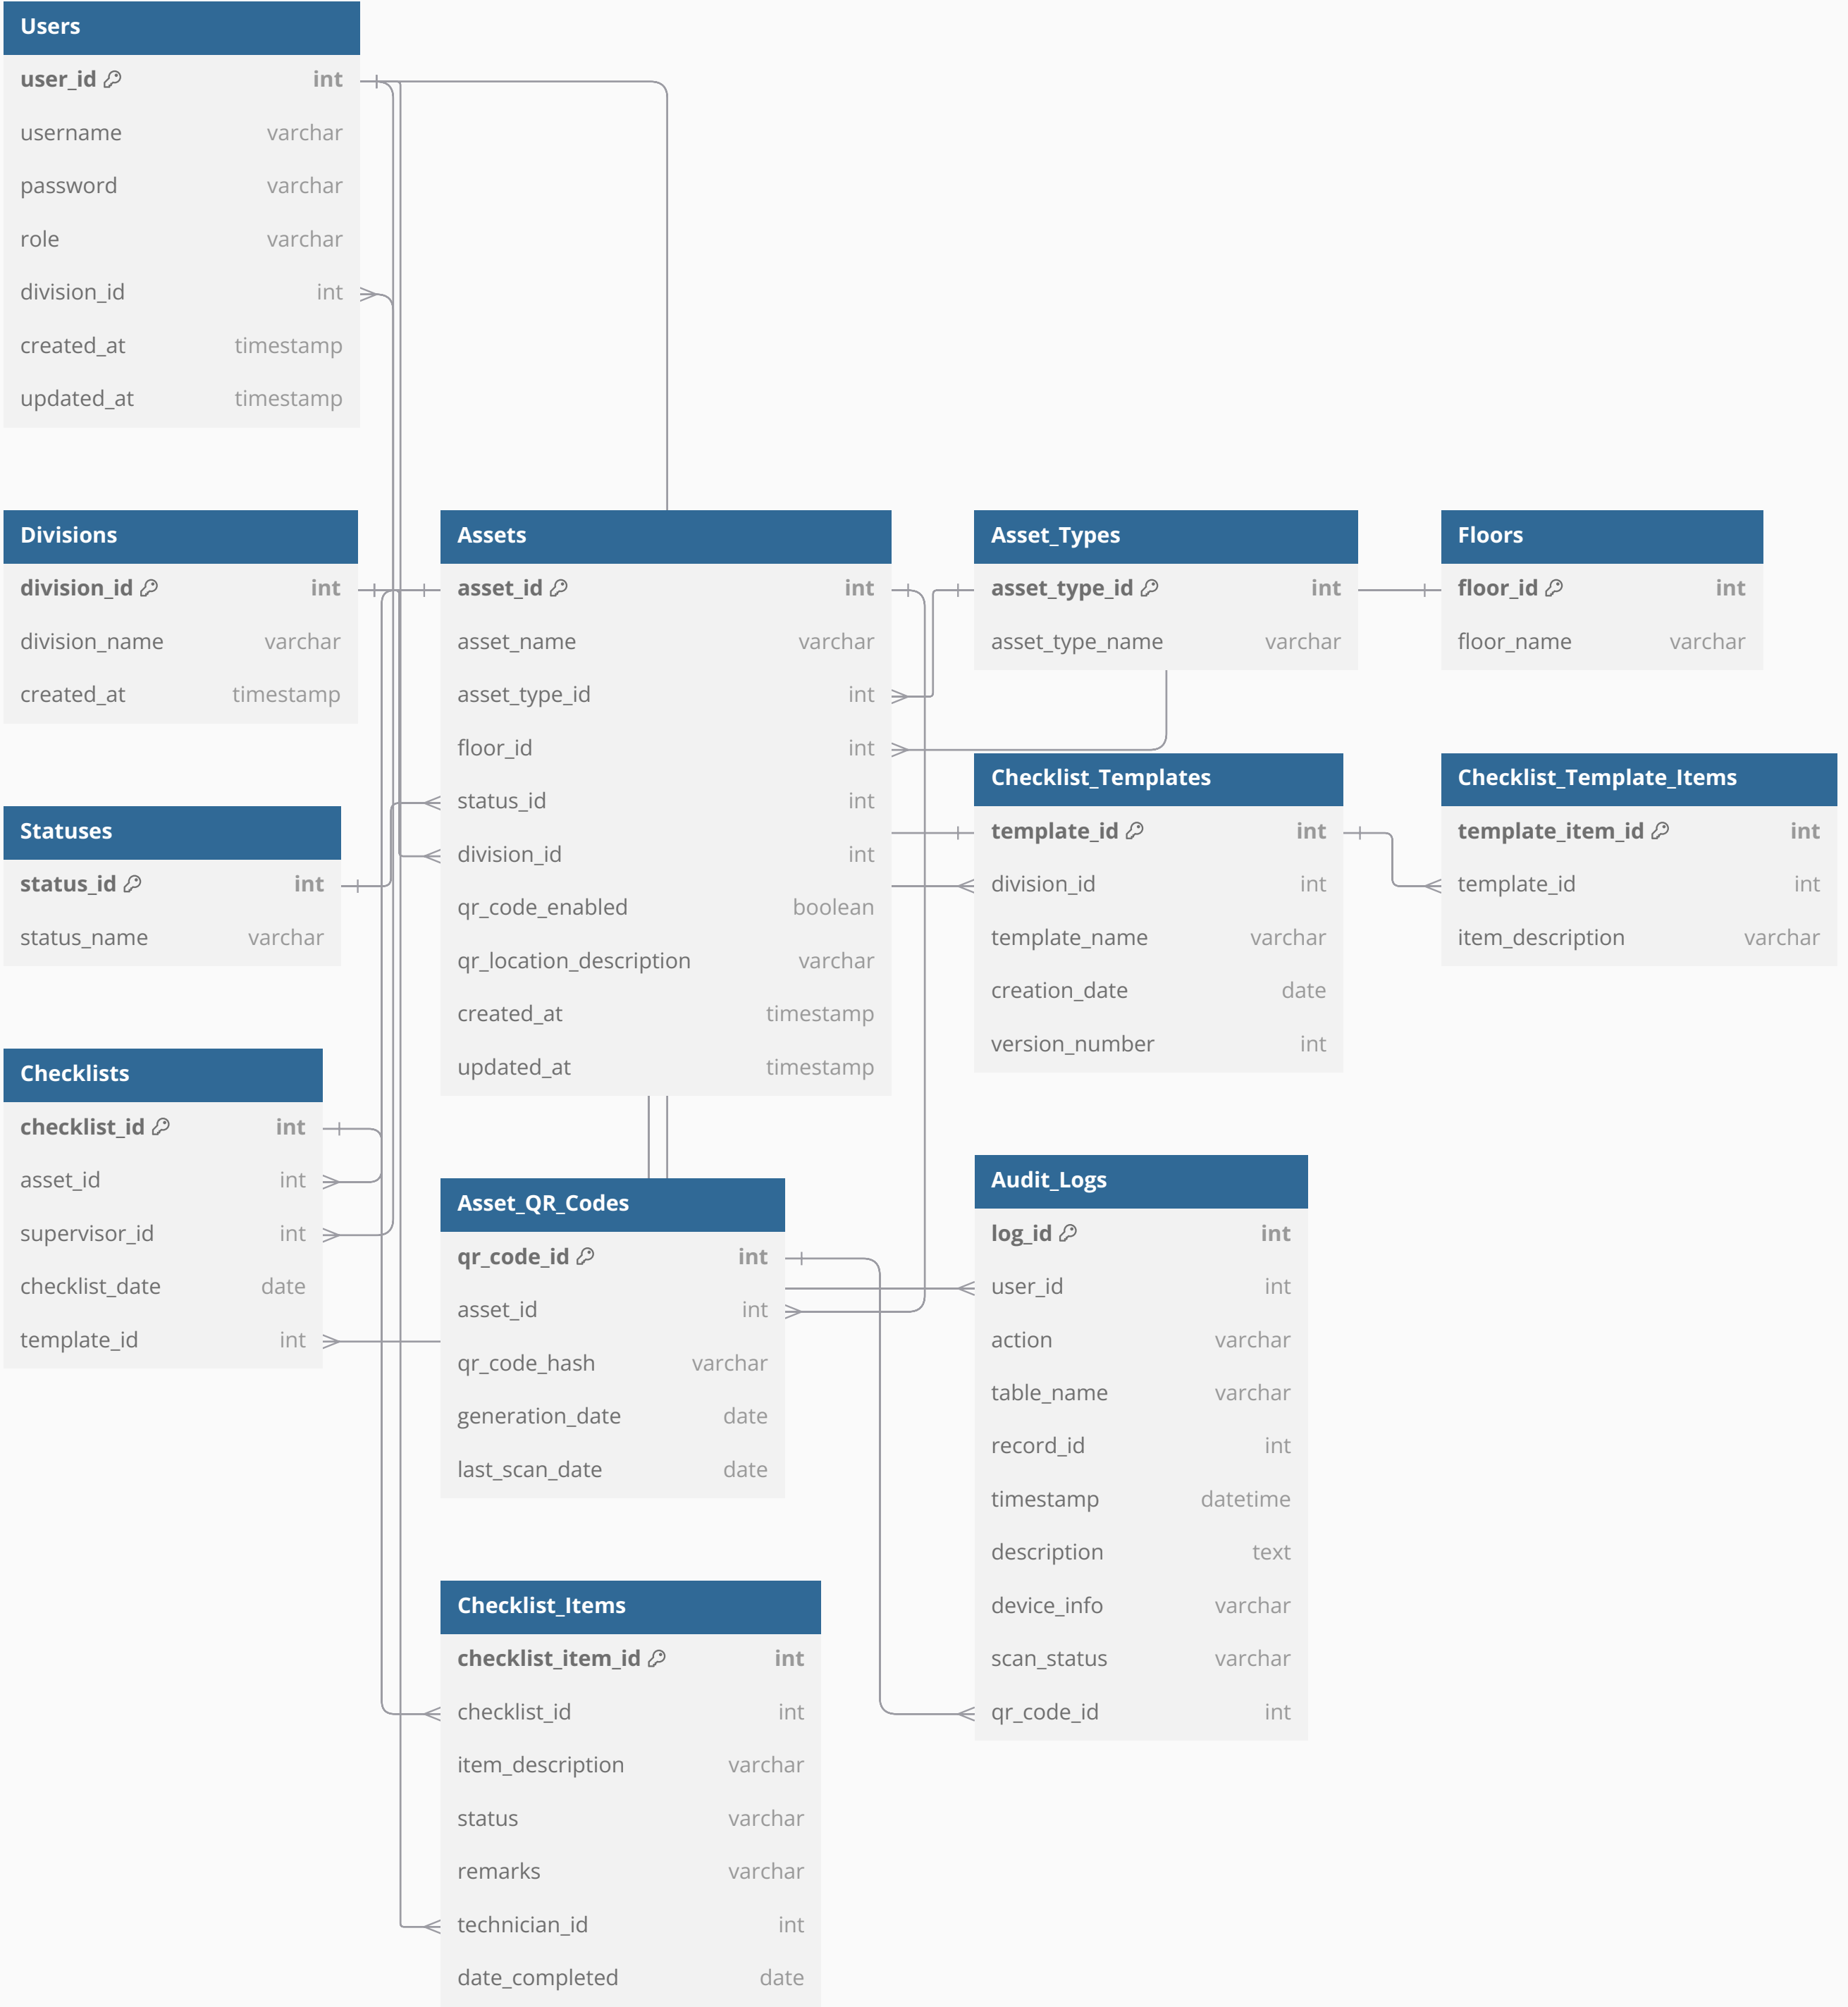 Users
user_id int
username varchar
password varchar
role varchar
division_id int
created_at timestamp
updated_at timestamp
Divisions
division_id int
division_name varchar
created_at timestamp
Statuses
status_id int
status_name varchar
Checklists
checklist_id int
asset_id int
supervisor_id int
checklist_date date
template_id int
Assets
asset_id int
asset_name varchar
asset_type_id int
floor_id int
status_id int
division_id int
qr_code_enabled boolean
qr_location_description varchar
created_at timestamp
updated_at timestamp
Asset_QR_Codes
qr_code_id int
asset_id int
qr_code_hash varchar
generation_date date
last_scan_date date
Checklist_Items
checklist_item_id int
checklist_id int
item_description varchar
status varchar
remarks varchar
technician_id int
date_completed date
Asset_Types
asset_type_id int
asset_type_name varchar
Checklist_Templates
template_id int
division_id int
template_name varchar
creation_date date
version_number int
Audit_Logs
log_id int
user_id int
action varchar
table_name varchar
record_id int
timestamp datetime
description text
device_info varchar
scan_status varchar
qr_code_id int
Floors
floor_id int
floor_name varchar
Checklist_Template_Items
template_item_id int
template_id int
item_description varchar